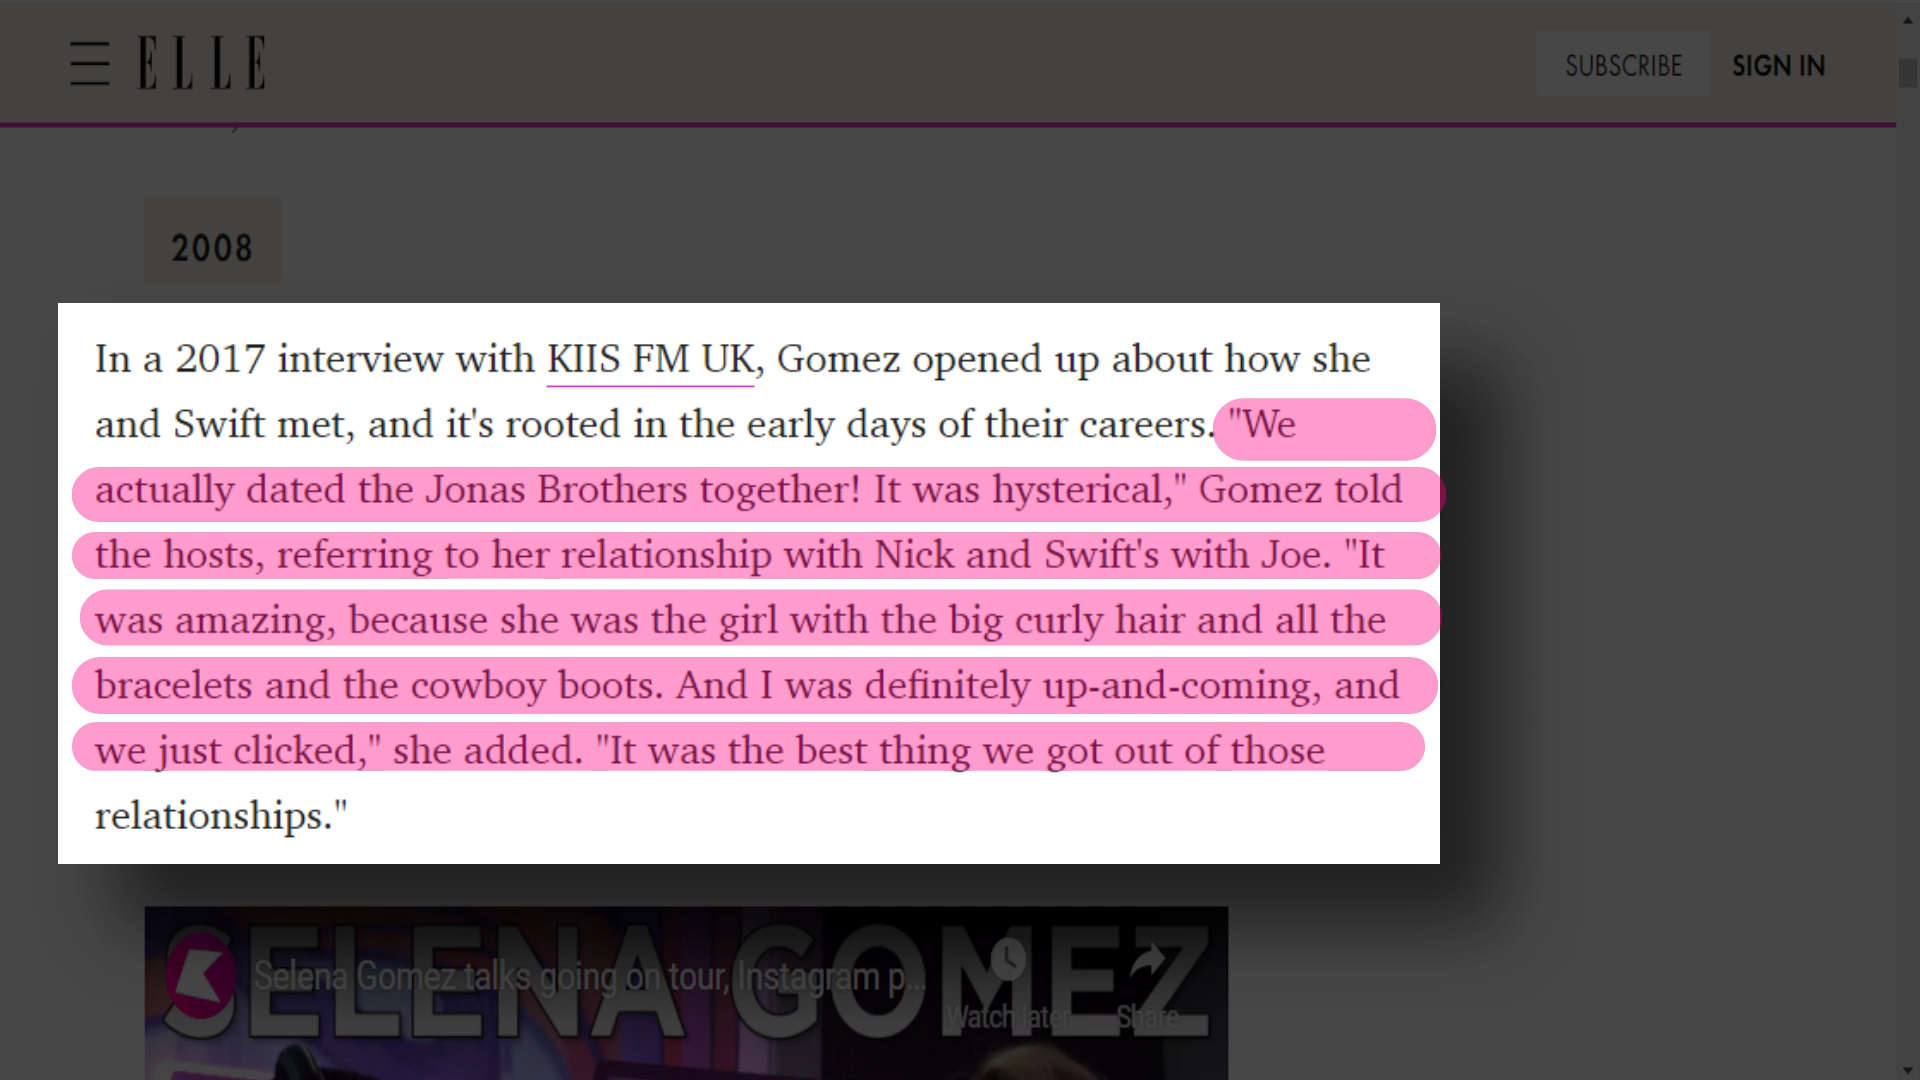 ELLE
SUBSCRIBE
SIGN IN
2008
In a 2017 interview with KIIS FM UK, Gomez opened up about how she
and Swift met, and it's rooted in the early days of their careers. "We
actually dated the Jonas Brothers together! It was hysterical," Gomez told
the hosts, referring to her relationship with Nick and Swift's with Joe. "It
was amazing, because she was the girl with the big curly hair and all the
bracelets and the cowboy boots. And I was definitely up-and-coming, and
we just clicked," she added. "It was the best thing we got out of those
relationships."
SELENA GOMEZ
Selena Gomez talks going on tour, Instagram p...
Watch later
Share